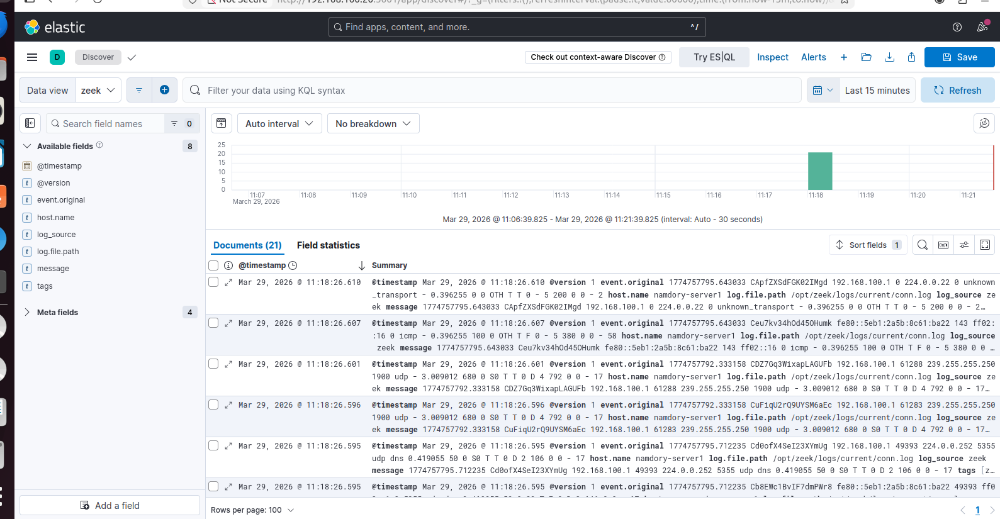 Not Secure
elastic
Find apps, content, and more.
^/
D
Discover
Check out context-aware Discover
Try ES|QL
Inspect
Alerts
Save
Data view
zeek
Filter your data using KQL syntax
Last 15 minutes
Refresh
Search field names
0
Auto interval
No breakdown
Available fields
8
@timestamp
@version
event.original
host.name
log_source
log.file.path
message
tags
Meta fields
4
Add a field
25
20
15
10
5
0
11:07
11:08
11:09
11:10
11:11
11:12
11:13
11:14
11:15
11:16
11:17
11:18
11:19
11:20
11:21
March 29, 2026
Mar 29, 2026 @ 11:06:39.825 - Mar 29, 2026 @ 11:21:39.825 (interval: Auto - 30 seconds)
Documents (21)
Field statistics
Sort fields 1
@timestamp
Summary
Mar 29, 2026 @ 11:18:26.610
@timestamp Mar 29, 2026 @ 11:18:26.610 @version 1 event.original 1774757795.643033 CApfZXSdFGK02IMgd 192.168.100.1 0 224.0.0.22 0 unknown
_transport - 0.396255 0 0 OTH T T 0 - 5 200 0 0 - 2 host.name namdory-server1 log.file.path /opt/zeek/logs/current/conn.log log_source ze
ek message 1774757795.643033 CApfZXSdFGK02IMgd 192.168.100.1 0 224.0.0.22 0 unknown_transport - 0.396255 0 0 OTH T T 0 - 5 200 0 0 - 2…
Mar 29, 2026 @ 11:18:26.607
@timestamp Mar 29, 2026 @ 11:18:26.607 @version 1 event.original 1774757795.643033 Ceu7kv34hOd45OHumk fe80::5eb1:2a5b:8c61:ba22 143 ff02:
:16 0 icmp - 0.396255 100 0 OTH T F 0 - 5 380 0 0 - 58 host.name namdory-server1 log.file.path /opt/zeek/logs/current/conn.log log_source
zeek message 1774757795.643033 Ceu7kv34hOd45OHumk fe80::5eb1:2a5b:8c61:ba22 143 ff02::16 0 icmp - 0.396255 100 0 OTH T F 0 - 5 380 0 0 …
Mar 29, 2026 @ 11:18:26.601
@timestamp Mar 29, 2026 @ 11:18:26.601 @version 1 event.original 1774757792.333158 CDZ7Gq3WixapLAGUFb 192.168.100.1 61288 239.255.255.250
1900 udp - 3.009012 680 0 S0 T T 0 D 4 792 0 0 - 17 host.name namdory-server1 log.file.path /opt/zeek/logs/current/conn.log log_source ze
ek message 1774757792.333158 CDZ7Gq3WixapLAGUFb 192.168.100.1 61288 239.255.255.250 1900 udp - 3.009012 680 0 S0 T T 0 D 4 792 0 0 - 17…
Mar 29, 2026 @ 11:18:26.596
@timestamp Mar 29, 2026 @ 11:18:26.596 @version 1 event.original 1774757792.333158 CuFiqU2rQ9UYSM6aEc 192.168.100.1 61283 239.255.255.250
1900 udp - 3.009012 680 0 S0 T T 0 D 4 792 0 0 - 17 host.name namdory-server1 log.file.path /opt/zeek/logs/current/conn.log log_source ze
ek message 1774757792.333158 CuFiqU2rQ9UYSM6aEc 192.168.100.1 61283 239.255.255.250 1900 udp - 3.009012 680 0 S0 T T 0 D 4 792 0 0 - 17…
Mar 29, 2026 @ 11:18:26.595
@timestamp Mar 29, 2026 @ 11:18:26.595 @version 1 event.original 1774757795.712235 Cd0ofX4SeI23XYmUg 192.168.100.1 49393 224.0.0.252 5355
udp dns 0.419055 50 0 S0 T T 0 D 2 106 0 0 - 17 host.name namdory-server1 log.file.path /opt/zeek/logs/current/conn.log log_source zeek
message 1774757795.712235 Cd0ofX4SeI23XYmUg 192.168.100.1 49393 224.0.0.252 5355 udp dns 0.419055 50 0 S0 T T 0 D 2 106 0 0 - 17 tags [z…
Mar 29, 2026 @ 11:18:26.595
@timestamp Mar 29, 2026 @ 11:18:26.595 @version 1 event.original 1774757795.712235 Cb8EWc1BvIF7dmPWr8 fe80::5eb1:2a5b:8c61:ba22 49393 ff0
Rows per page: 100
1